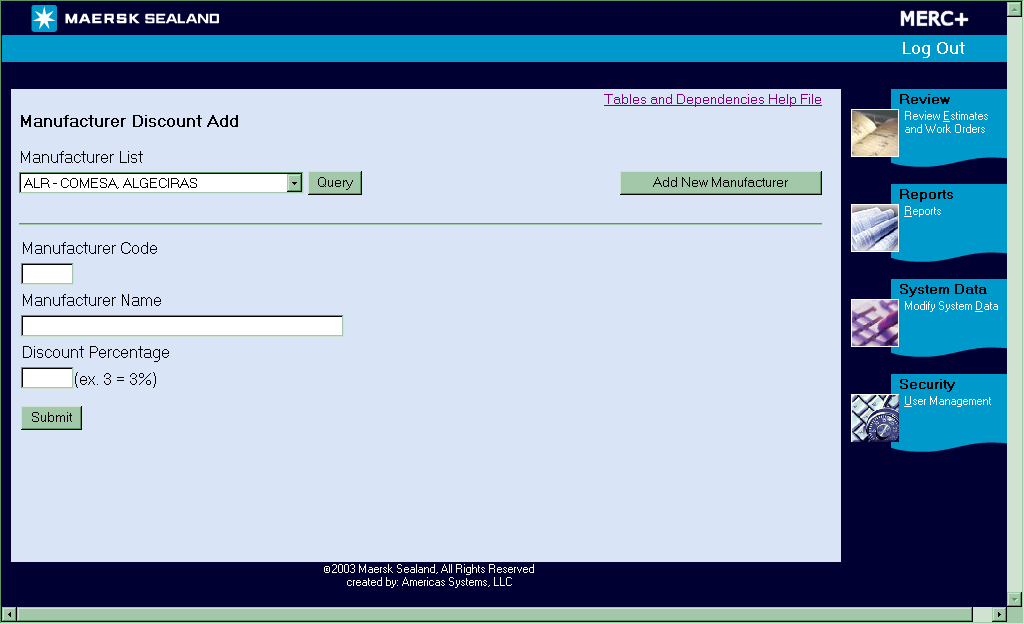 MAERSK SEALAND
MERC+
Log Out
Tables and Dependencies Help File
Manufacturer Discount Add
Manufacturer List
ALR - COMESA, ALGECIRAS
Query
Add New Manufacturer
Manufacturer Code
Manufacturer Name
Discount Percentage
(ex. 3 = 3%)
Submit
Review
Review Estimates
and Work Orders
Reports
Reports
System Data
Modify System Data
Security
User Management
©2003 Maersk Sealand, All Rights Reserved
created by: Americas Systems, LLC